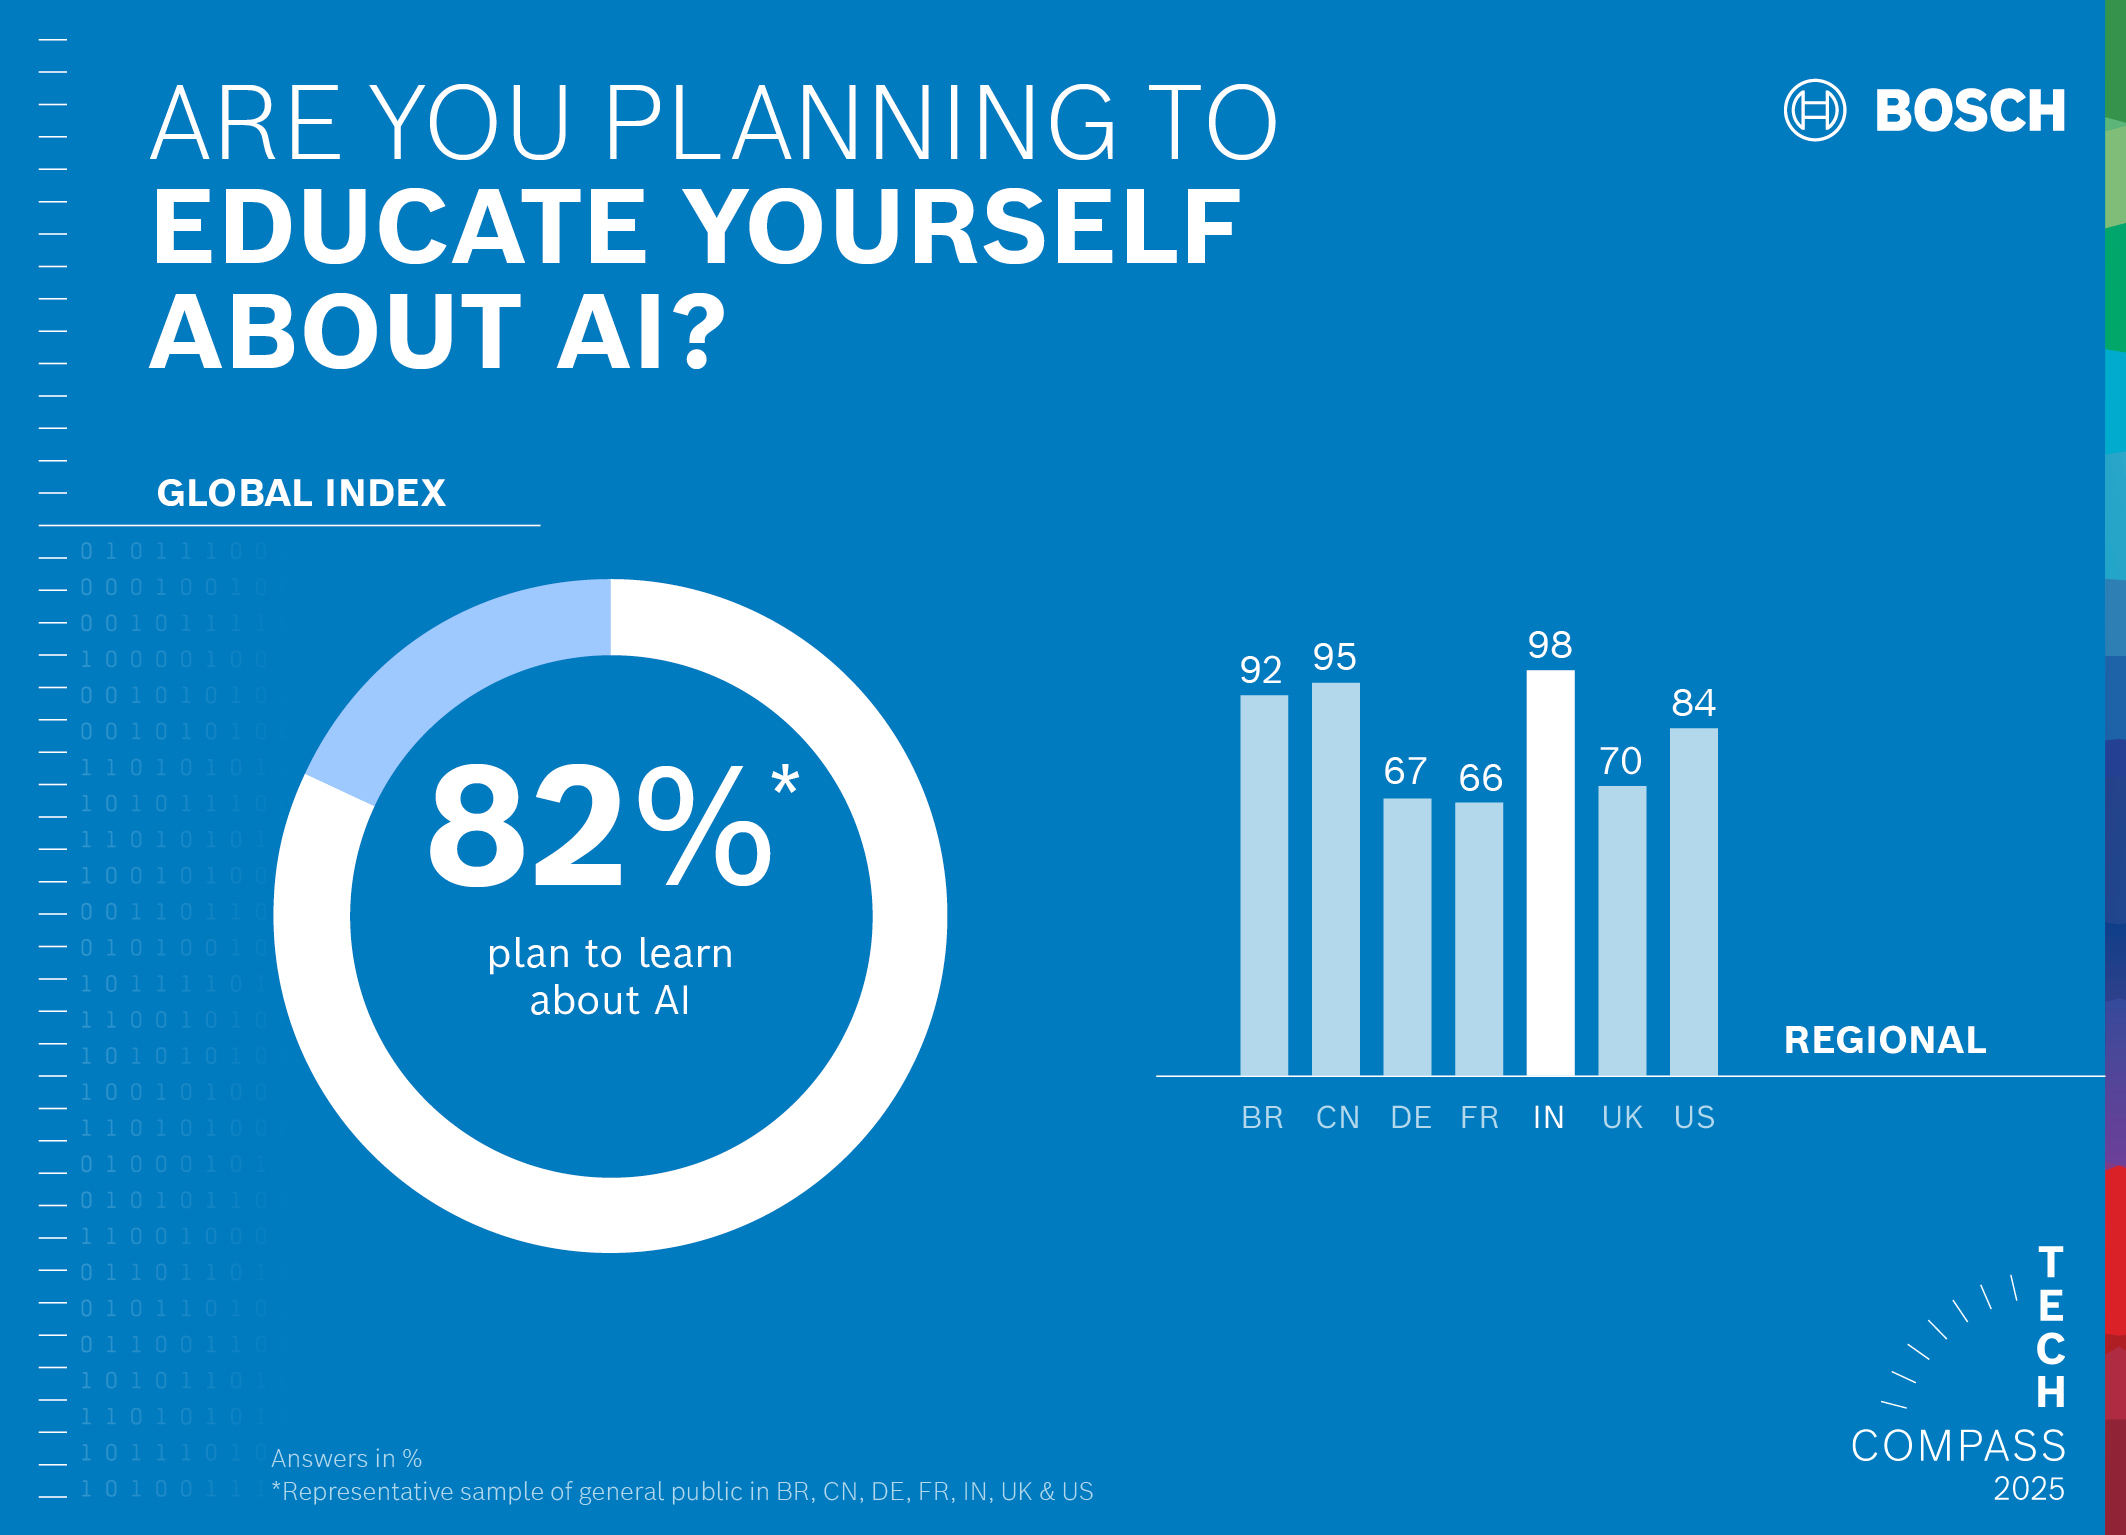 ARE YOU PLANNING TO
EDUCATE YOURSELF
ABOUT AI?
BOSCH
GLOBAL INDEX
82%*
plan to learn
about AI
92 95 67 66 98 70 84
REGIONAL
BR CN DE FR IN UK US
TECH
COMPASS
2025
Answers in %
*Representative sample of general public in BR, CN, DE, FR, IN, UK & US